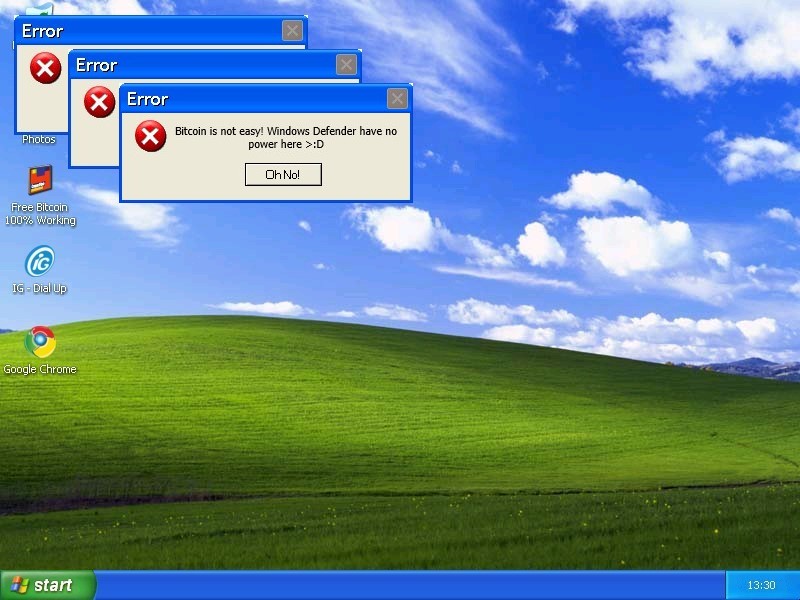 Error
Error
Error
Bitcoin is not easy! Windows Defender have no
power here >:D
Oh No!
Photos
Free Bitcoin
100% Working
IG - Dial Up
Google Chrome
start
13:30